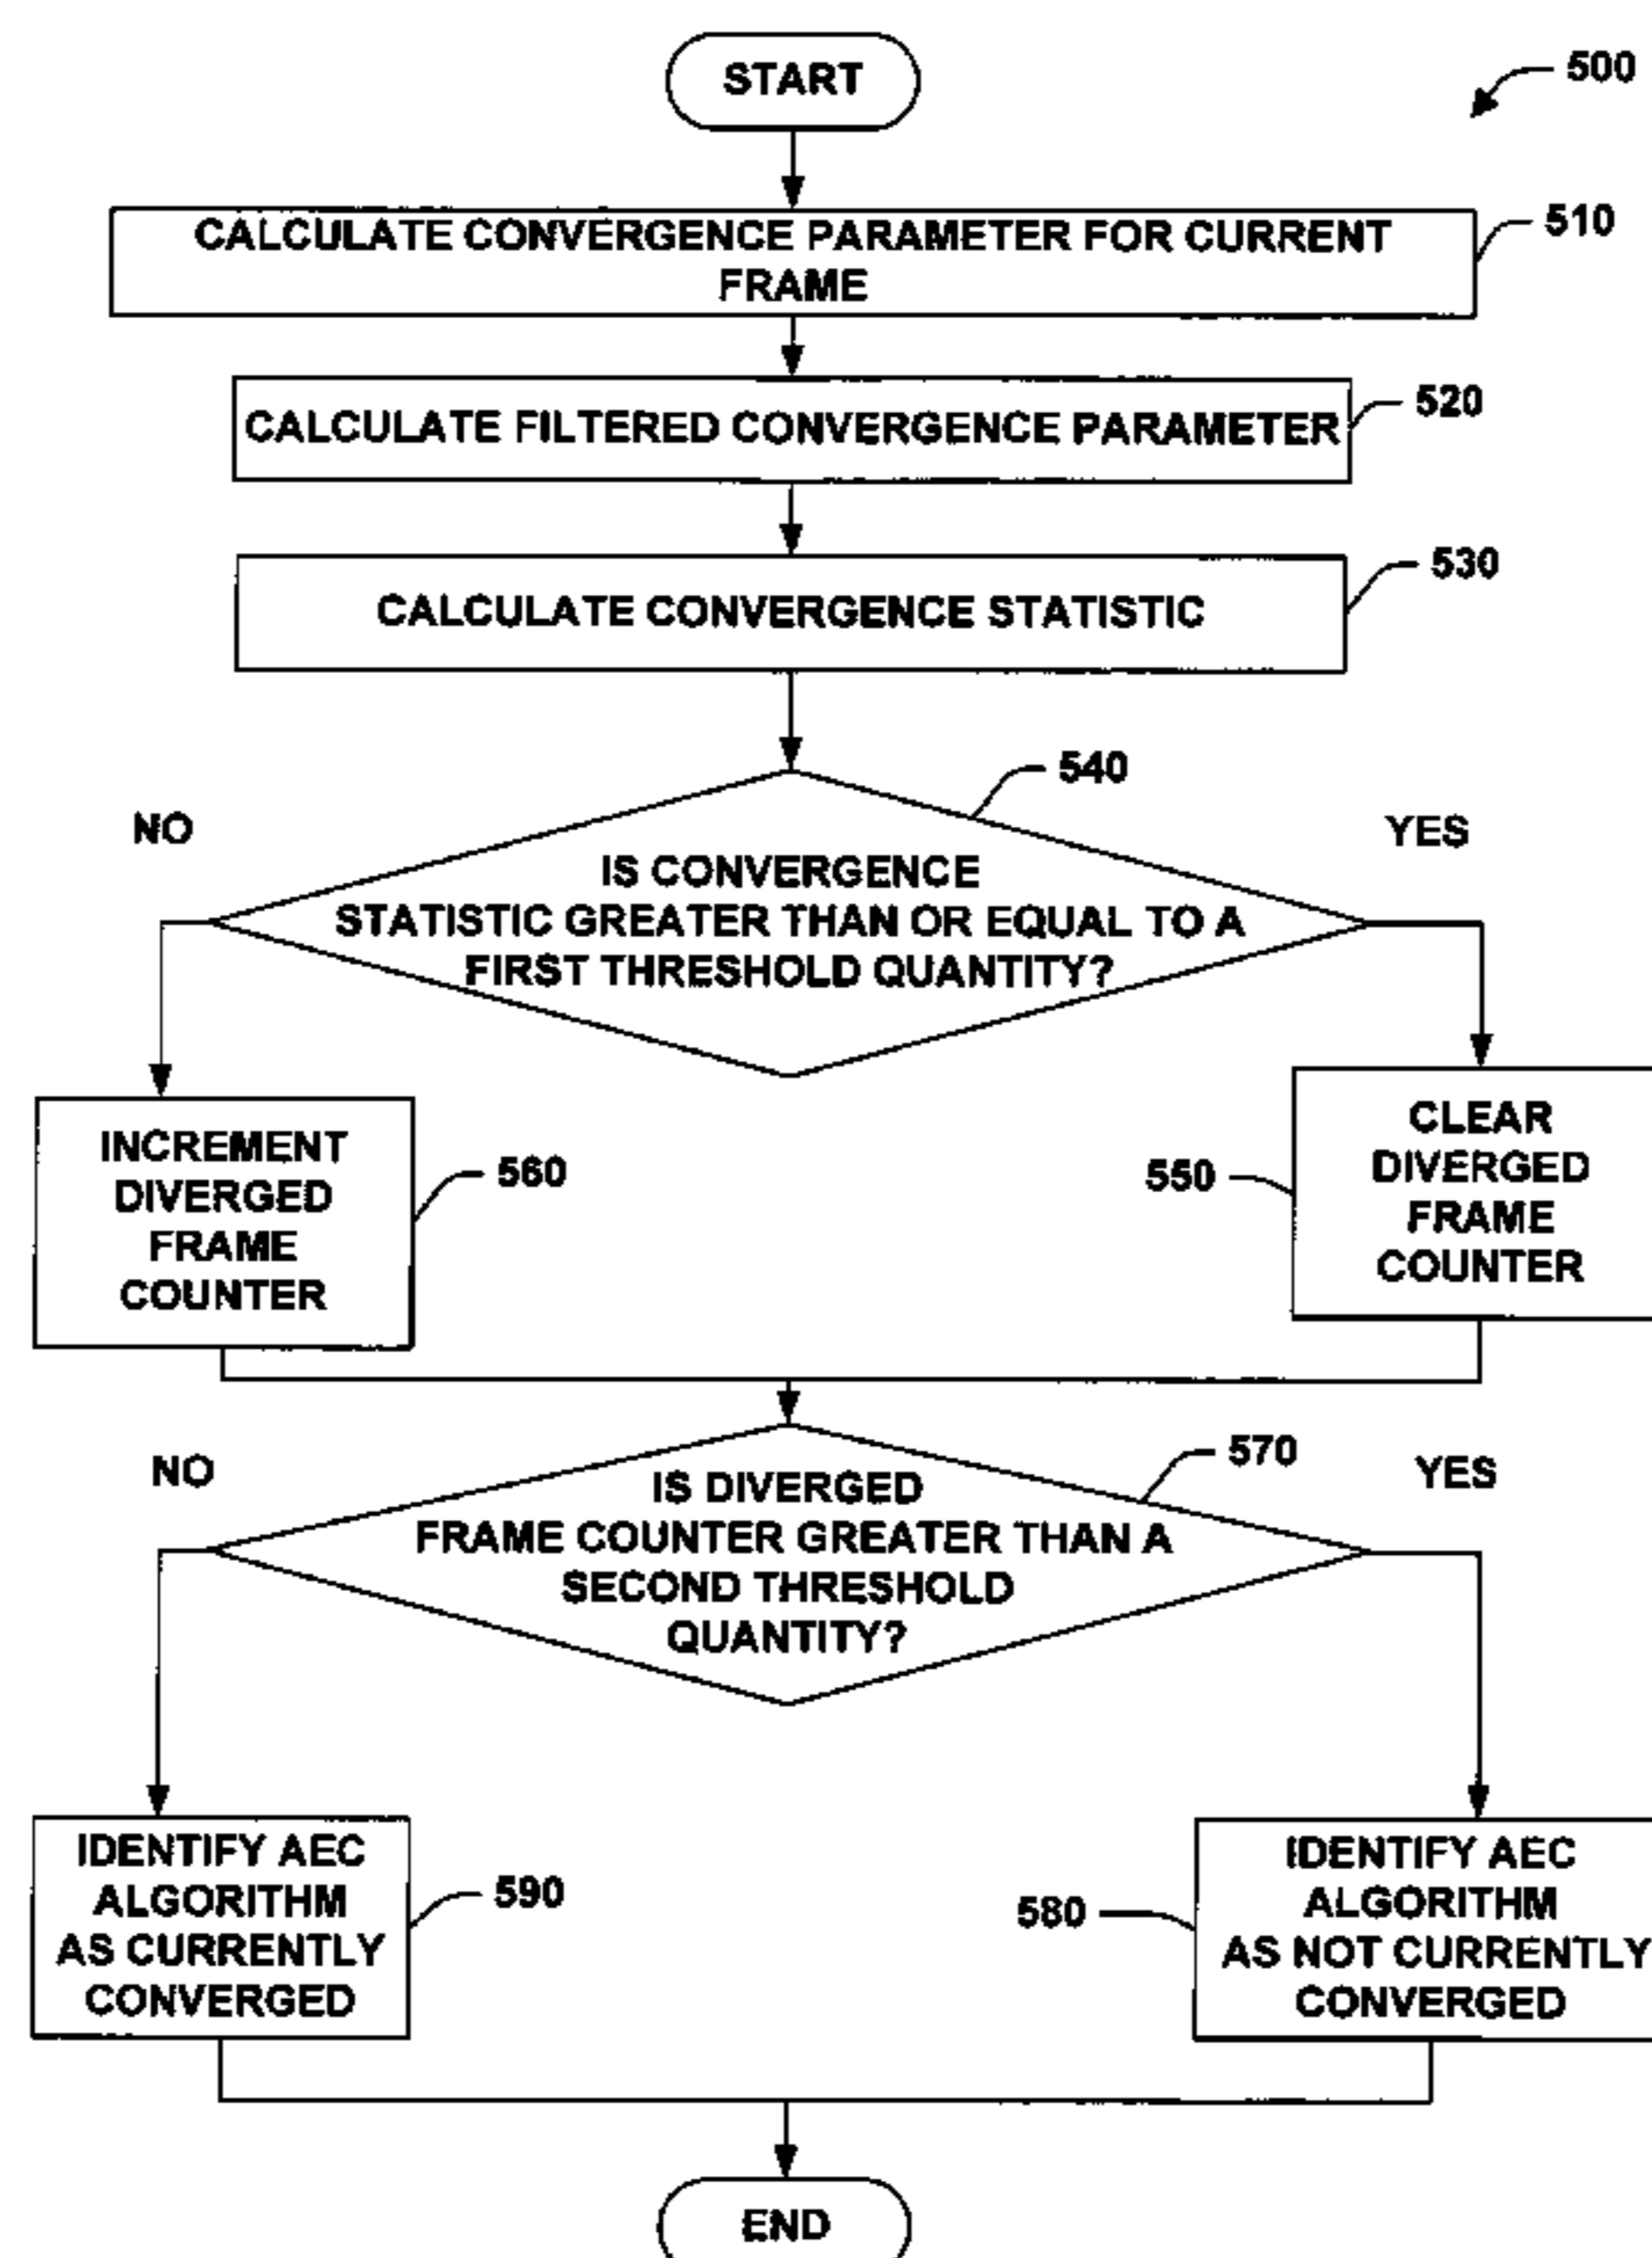 START
500
CALCULATE CONVERGENCE PARAMETER FOR CURRENT
FRAME
510
CALCULATE FILTERED CONVERGENCE PARAMETER
520
CALCULATE CONVERGENCE STATISTIC
530
540
NO
YES
IS CONVERGENCE
STATISTIC GREATER THAN OR EQUAL TO A
FIRST THRESHOLD QUANTITY?
INCREMENT
DIVERGED
FRAME
COUNTER
560
550
CLEAR
DIVERGED
FRAME
COUNTER
570
NO
YES
IS DIVERGED
FRAME COUNTER GREATER THAN A
SECOND THRESHOLD
QUANTITY?
IDENTIFY AEC
ALGORITHM
AS CURRENTLY
CONVERGED
590
580
IDENTIFY AEC
ALGORITHM
AS NOT CURRENTLY
CONVERGED
END